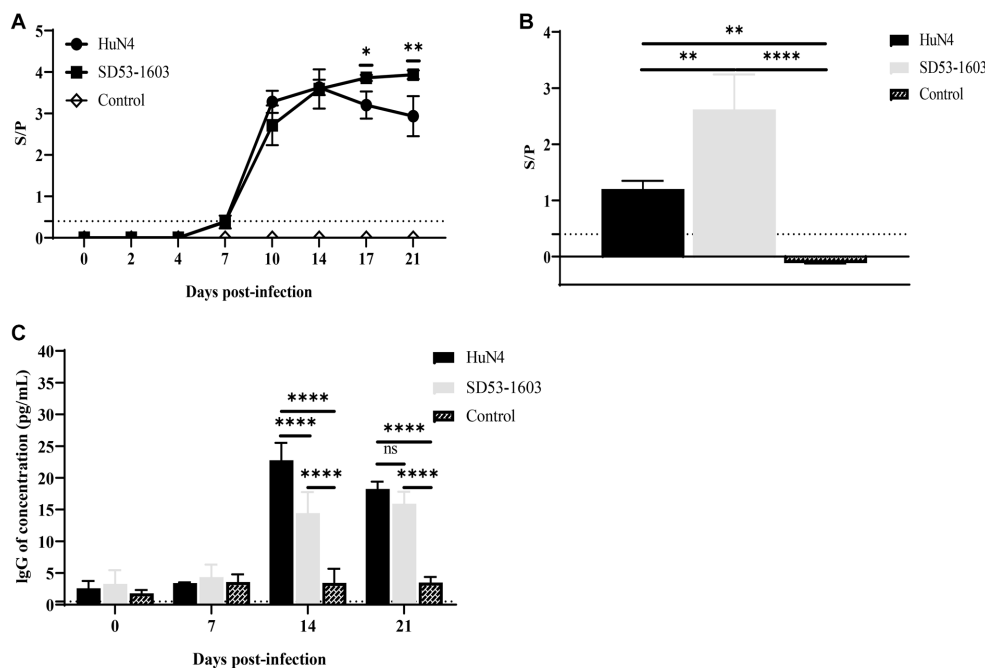 A
HuN4
SD53-1603
Control
*
**
5
4
3
2
1
0
S/P
0 2 4 7 10 14 17 21
Days post-infection
B
HuN4
SD53-1603
Control
**
** ****
4
3
2
1
0
S/P
C
HuN4
SD53-1603
Control
40
35
30
25
20
15
10
5
0
IgG of concentration (pg/mL)
****
****
****
****
ns
****
0 7 14 21
Days post-infection